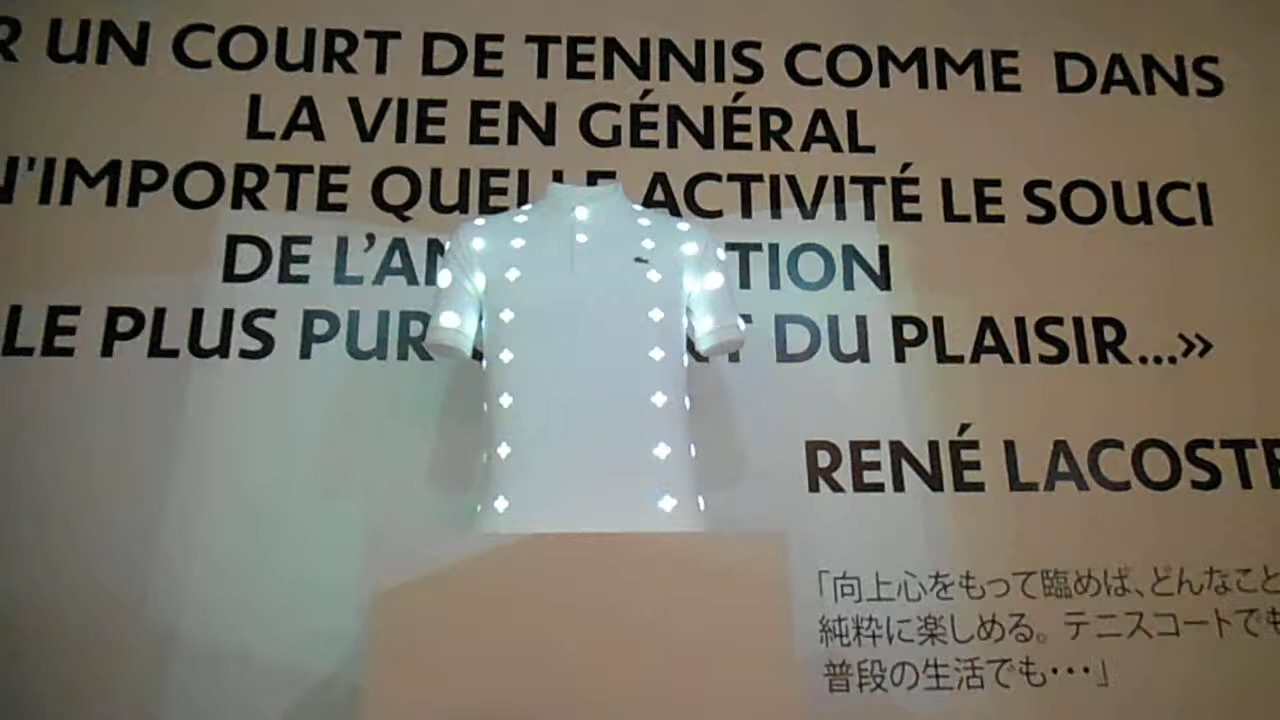 UN COURT DE TENNIS COMME DANS
LA VIE EN GÉNÉRAL
N'IMPORTE QUELLE ACTIVITÉ LE SOUCI
DE TION
LE PLUS PUR DU PLAISIR...»
RENÉ LACOSTE
「向上心をもって臨めば、どんなこと
純粋に楽しめる。テニスコートでも
普段の生活でも・・・」